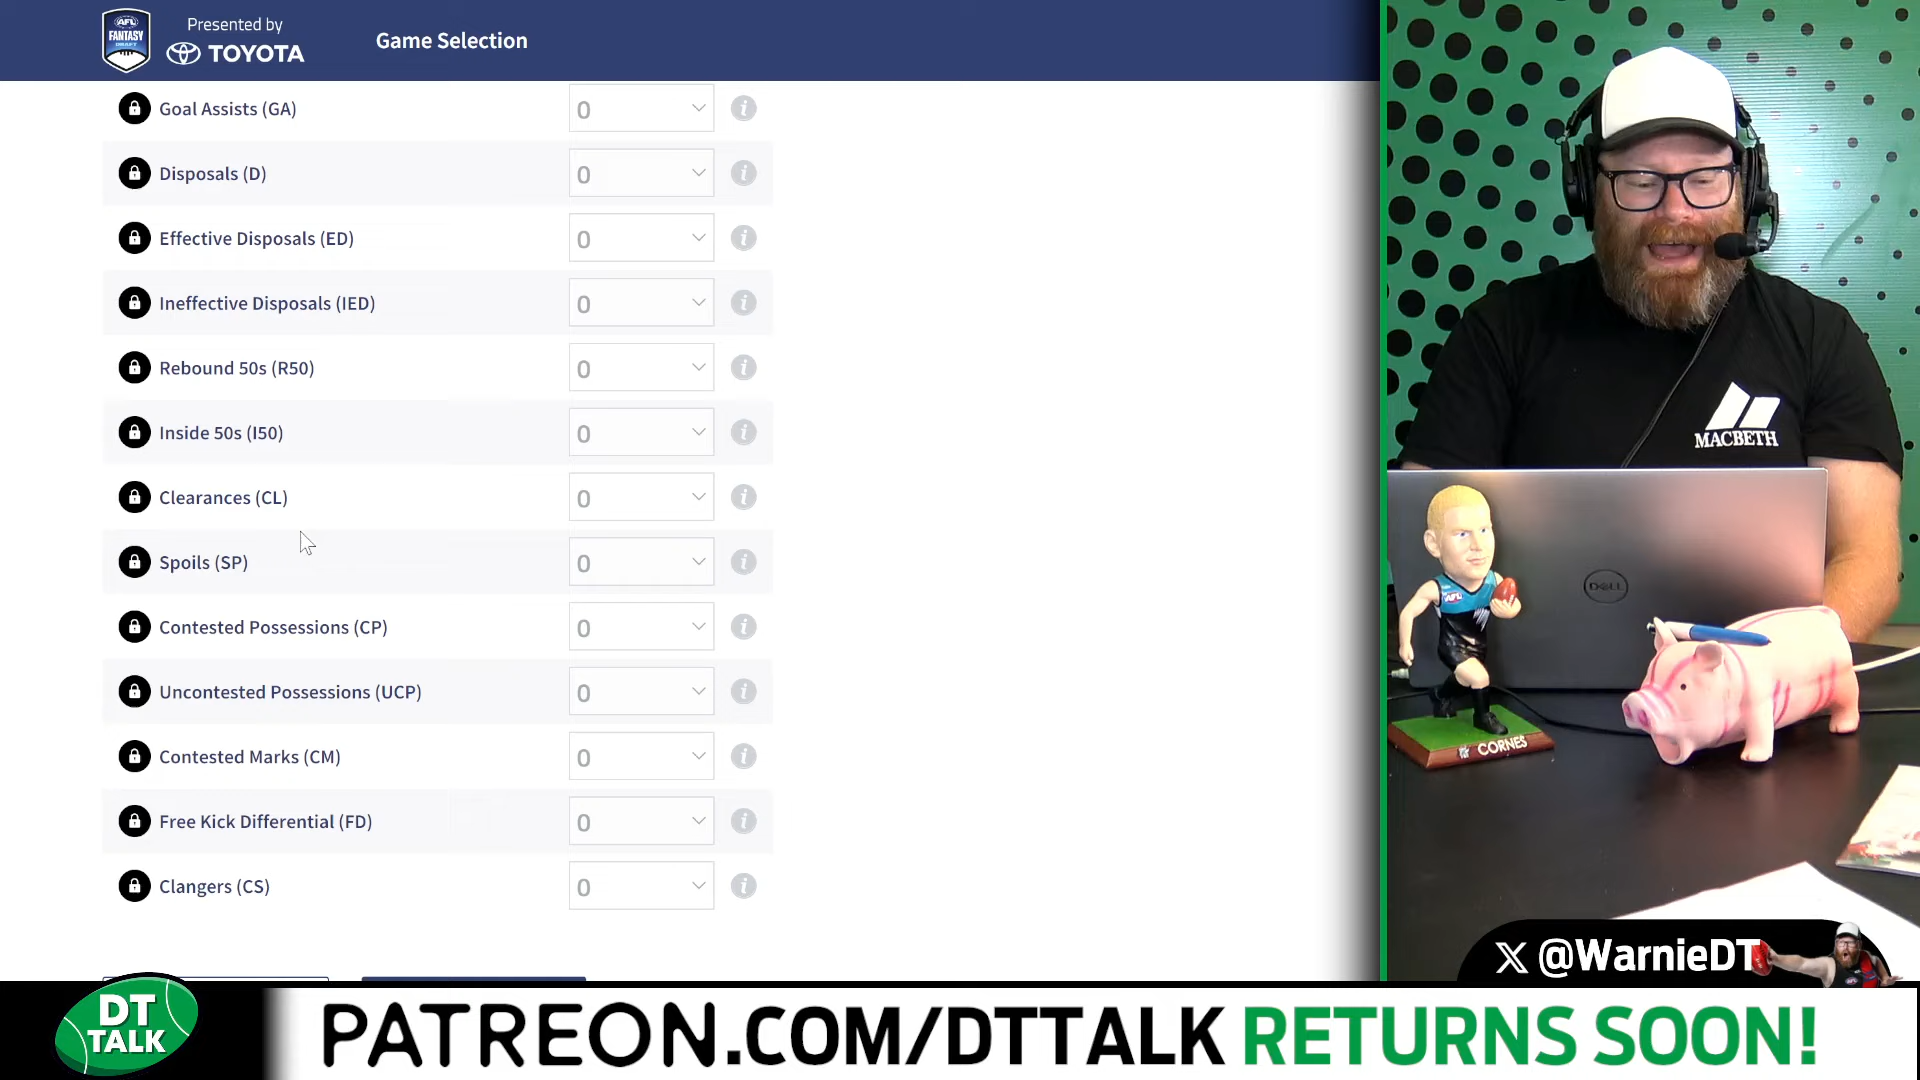 AFL
FANTASY
DRAFT
Presented by
TOYOTA
Game Selection
Goal Assists (GA) 0
Disposals (D) 0
Effective Disposals (ED) 0
Ineffective Disposals (IED) 0
Rebound 50s (R50) 0
Inside 50s (I50) 0
Clearances (CL) 0
Spoils (SP) 0
Contested Possessions (CP) 0
Uncontested Possessions (UCP) 0
Contested Marks (CM) 0
Free Kick Differential (FD) 0
Clangers (CS) 0
MACBETH
DELL
AFL
CORNES
X @WarnieDT
DT
TALK
PATREON.COM/DTTALK RETURNS SOON!